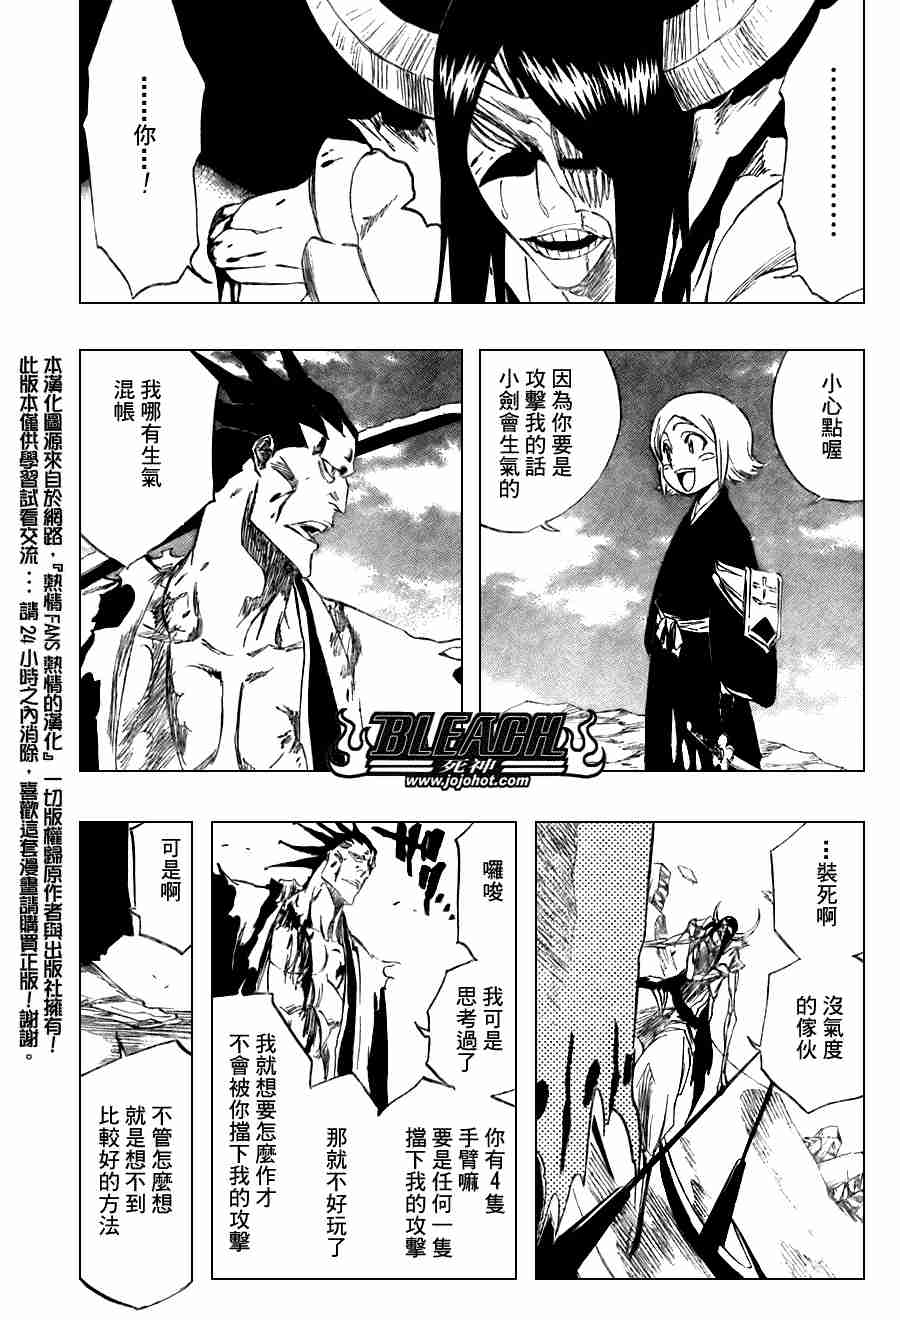 ………………
……你…！
小心點喔
因為你要是
攻擊我的話
小劍會生氣的
我哪有生氣
混帳
BLEACH
死神
www.jojohot.com
…裝死啊
沒氣度
的傢伙
囉唆
我可是
思考過了
你有4隻
手臂嘛
要是任何一隻
擋下我的攻擊
那就不好玩了
我就想要怎麼作才
不會被你擋下我的攻擊
可是啊
不管怎麼想
就是想不到
比較好的方法
本漢化圖源來自於網路，『熱情FANS熱情的漢化』一切版權歸原作者與出版社擁有！
此版本僅供學習試看交流…請24小時之內消除，喜歡這套漫畫請購買正版！謝謝。